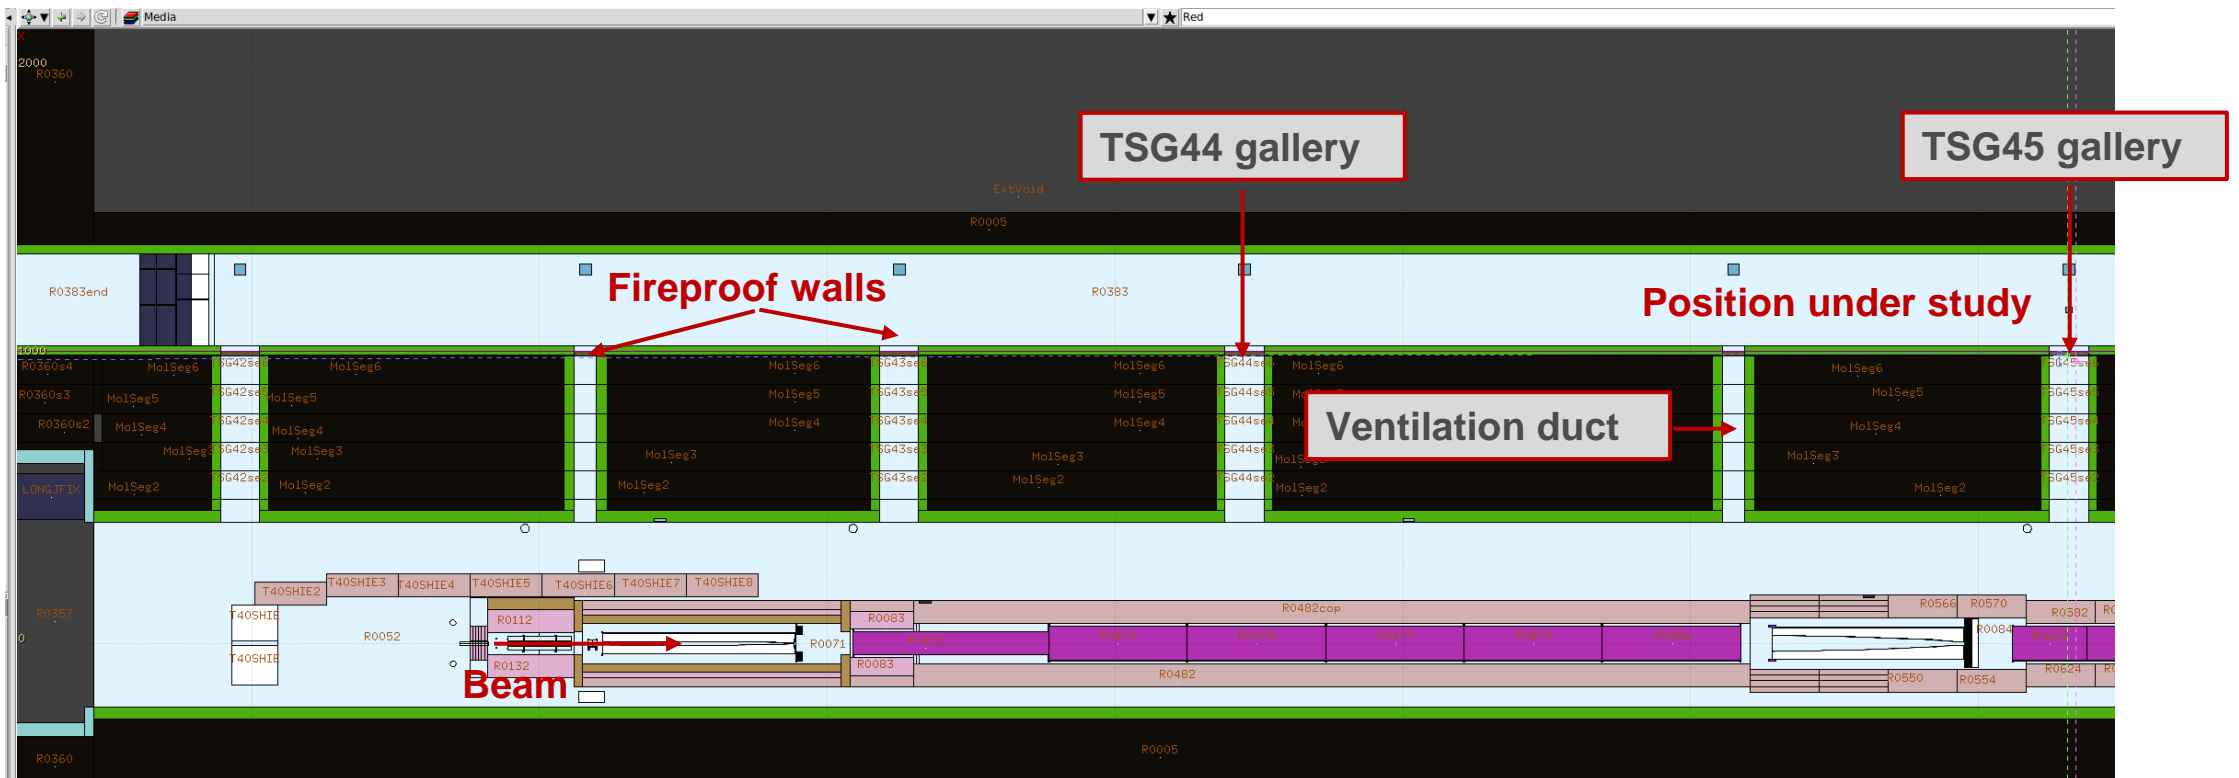 Media
Red
X
2000
R0360
TSG44 gallery
TSG45 gallery
ExtVoid
R0005
R0383end
Fireproof walls
R0383
Position under study
1000
R0360s4
MolSeg6
MolSeg6
MolSeg6
MolSeg6
MolSeg6
MolSeg6
R0360s3
MolSeg5
MolSeg5
MolSeg5
MolSeg5
MolSeg5
R0360s2
MolSeg4
MolSeg4
MolSeg4
MolSeg4
MolSeg4
Ventilation duct
MolSeg3
MolSeg3
MolSeg3
MolSeg3
LONGJFIX
MolSeg2
MolSeg2
MolSeg2
MolSeg2
MolSeg2
MolSeg2
T40SHIE2
T40SHIE3
T40SHIE4
T40SHIE5
T40SHIE6
T40SHIE7
T40SHIE8
R0357
T40SHIE
R0112
R0083
R0482cop
R0566
R0570
R0382
0
R0052
R0071
R0084
T40SHIE
R0132
R0083
R0482
R0550
R0554
R0624
Beam
R0360
R0005